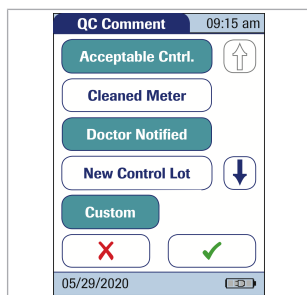 QC Comment 09:15 am
Acceptable Cntrl.
Cleaned Meter
Doctor Notified
New Control Lot
Custom
05/29/2020